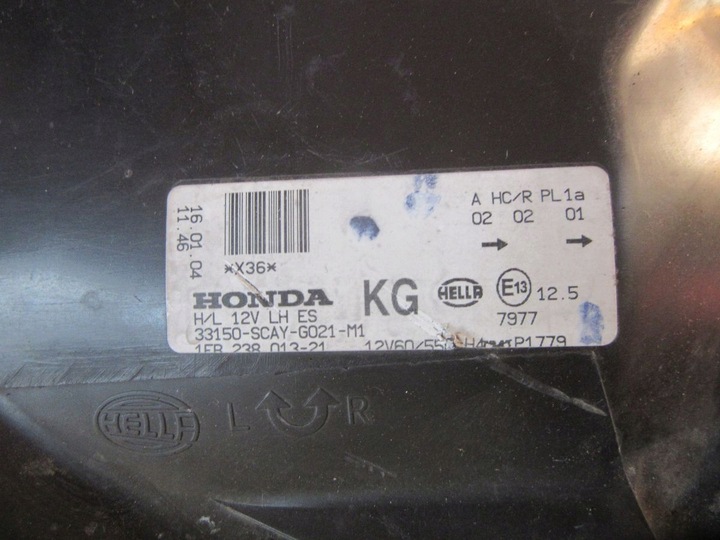 16.01.04
11.46
*X36*
A HC/R PL1a
02 02 01
HONDA
KG
HELLA
E13
12.5
7977
H/L 12V LH ES
33150-SCAY-G021-M1
1EB 238 013-21
P1779
HELLA L R